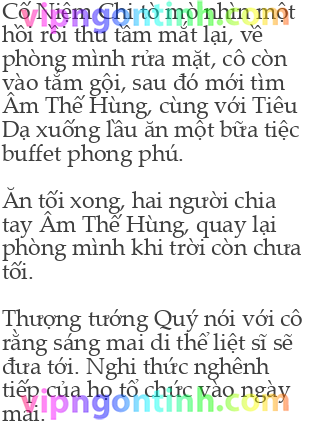 Cố Niệm Chi tò mò nhìn một
hồi rồi thu tầm mắt lại, về
phòng mình rửa mặt, cô còn
vào tắm gội, sau đó mới tìm
Âm Thế Hùng, cùng với Tiêu
Dạ xuống lầu ăn một bữa tiệc
buffet phong phú.
Ăn tối xong, hai người chia
tay Âm Thế Hùng, quay lại
phòng mình khi trời còn chưa
tối.
Thượng tướng Quý nói với cô
rằng sáng mai di thể liệt sĩ sẽ
đưa tới. Nghi thức nghênh
tiếp của họ tổ chức vào ngày
mai.
vipngontinh.com
vipngontinh.com